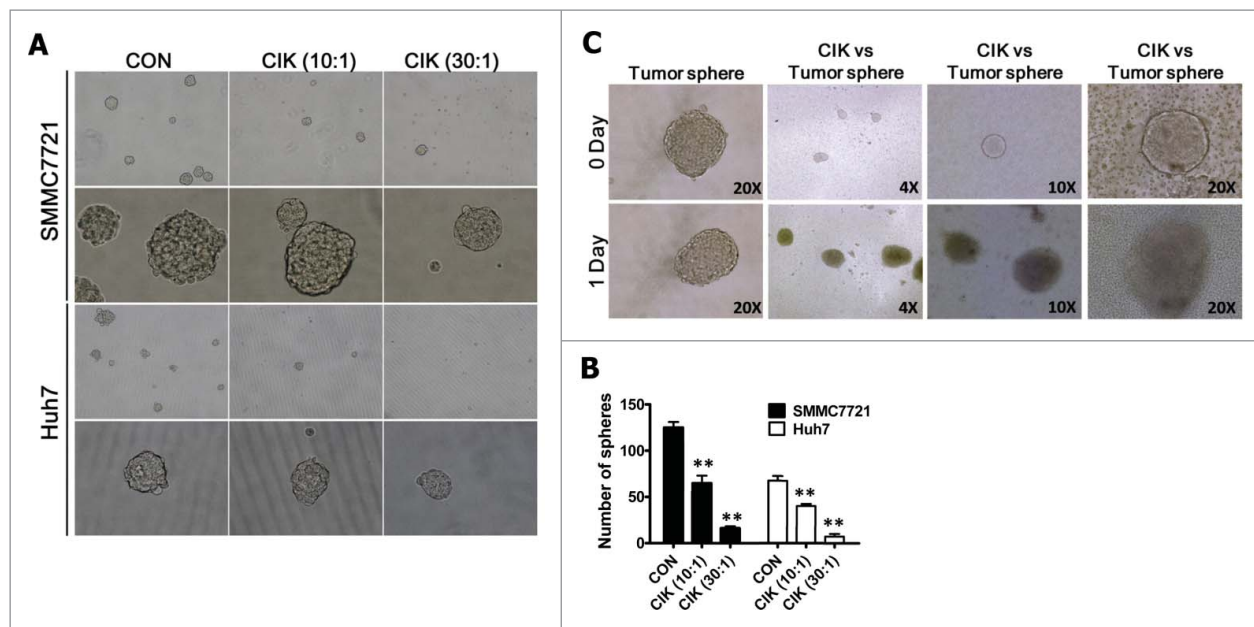 A
CON CIK (10:1) CIK (30:1)
SMMC7721
Huh7
C
Tumor sphere
CIK vs
Tumor sphere
CIK vs
Tumor sphere
CIK vs
Tumor sphere
0 Day
20X 4X 10X 20X
1 Day
20X 4X 10X 20X
B
Number of spheres
150
100
50
0
SMMC7721
Huh7
** ** ** **
CON CIK (10:1) CIK (30:1) CON CIK (10:1) CIK (30:1)